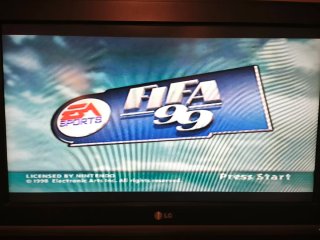 EA
SPORTS
FIFA
99
LICENSED BY NINTENDO
© 1998 Electronic Arts Inc. All rights reserved.
Press Start
LG